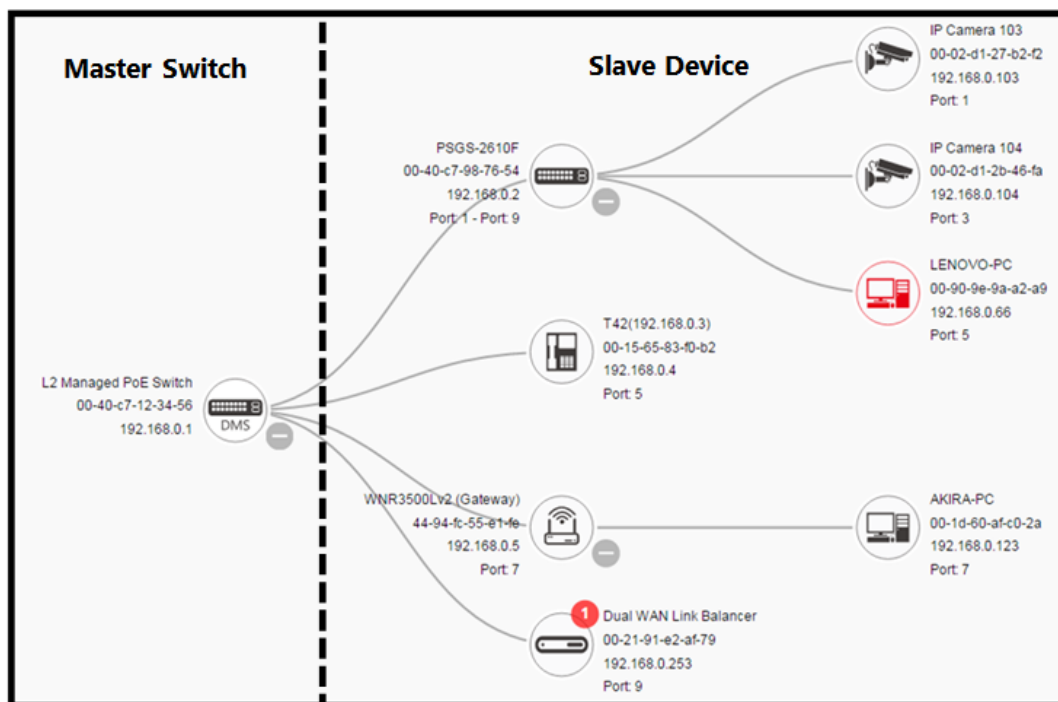 Master Switch
Slave Device
IP Camera 103
00-02-d1-27-b2-f2
192.168.0.103
Port: 1
PSGS-2610F
00-40-c7-98-76-54
192.168.0.2
Port: 1 - Port: 9
IP Camera 104
00-02-d1-2b-46-fa
192.168.0.104
Port: 3
LENOVO-PC
00-90-9e-9a-a2-a9
192.168.0.66
Port: 5
T42(192.168.0.3)
00-15-65-83-f0-b2
192.168.0.4
Port: 5
L2 Managed PoE Switch
00-40-c7-12-34-56
192.168.0.1
DMS
WNR3500Lv2 (Gateway)
44-94-fc-55-e1-fe
192.168.0.5
Port: 7
AKIRA-PC
00-1d-60-af-c0-2a
192.168.0.123
Port: 7
1
Dual WAN Link Balancer
00-21-91-e2-af-79
192.168.0.253
Port: 9